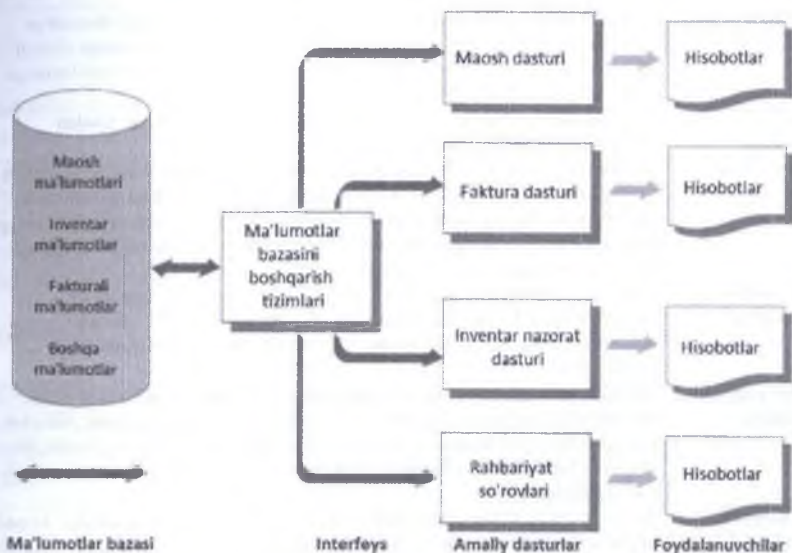 Maosh
ma'lumotlari
Inventar
ma'lumotlar
Fakturali
ma'lumotlar
Boshqa
ma'lumotlar
Ma'lumotlar
bazasini
boshqarish
tizimlari
Maosh dasturi
Hisobotlar
Faktura dasturi
Hisobotlar
Inventar nazorat
dasturi
Hisobotlar
Rahbariyat
so'rovlari
Hisobotlar
Ma'lumotlar bazasi
Interfeys
Amaliy dasturlar
Foydalanuvchilar